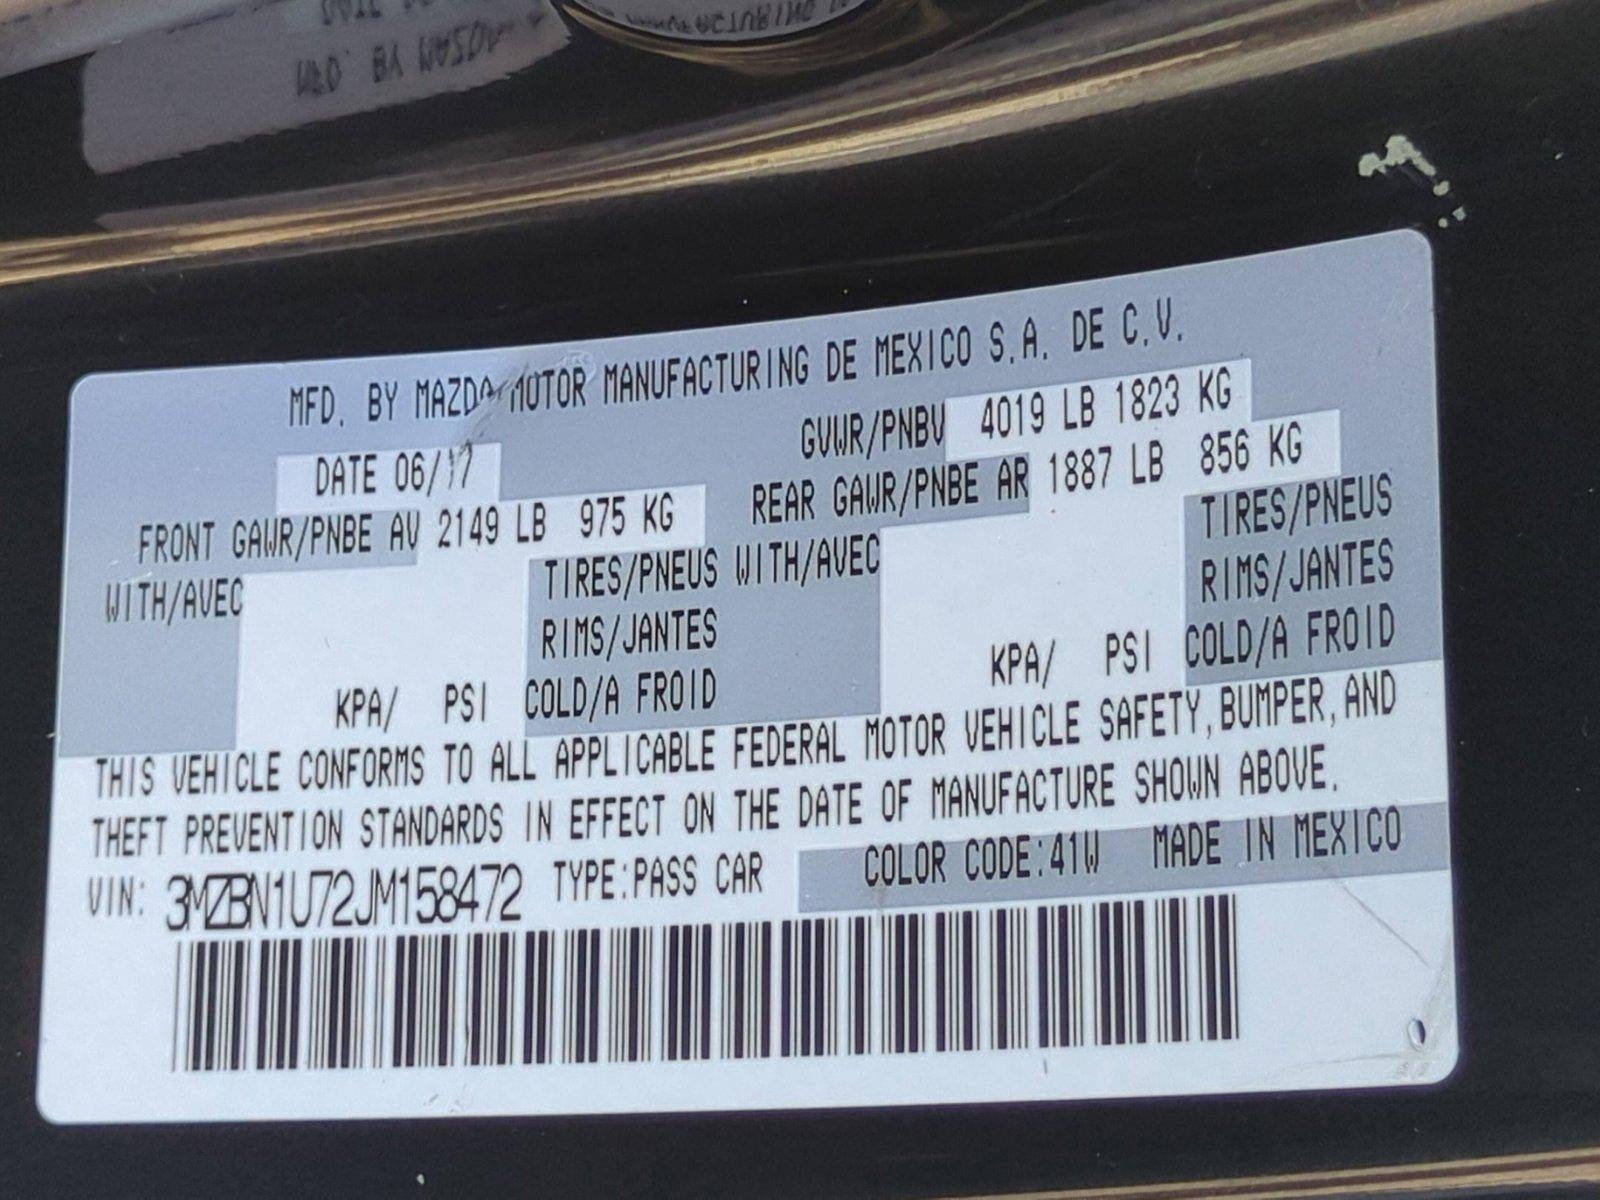 MFD. BY MAZDA MOTOR MANUFACTURING DE MEXICO S.A. DE C.V.
DATE 06/17 GVWR/PNBV 4019 LB 1823 KG
FRONT GAWR/PNBE AV 2149 LB 975 KG REAR GAWR/PNBE AR 1887 LB 856 KG
WITH/AVEC TIRES/PNEUS WITH/AVEC TIRES/PNEUS
RIMS/JANTES RIMS/JANTES
KPA/ PSI COLD/A FROID KPA/ PSI COLD/A FROID
THIS VEHICLE CONFORMS TO ALL APPLICABLE FEDERAL MOTOR VEHICLE SAFETY, BUMPER, AND
THEFT PREVENTION STANDARDS IN EFFECT ON THE DATE OF MANUFACTURE SHOWN ABOVE.
VIN: 3MZBN1U72JM158472 TYPE:PASS CAR COLOR CODE:41W MADE IN MEXICO